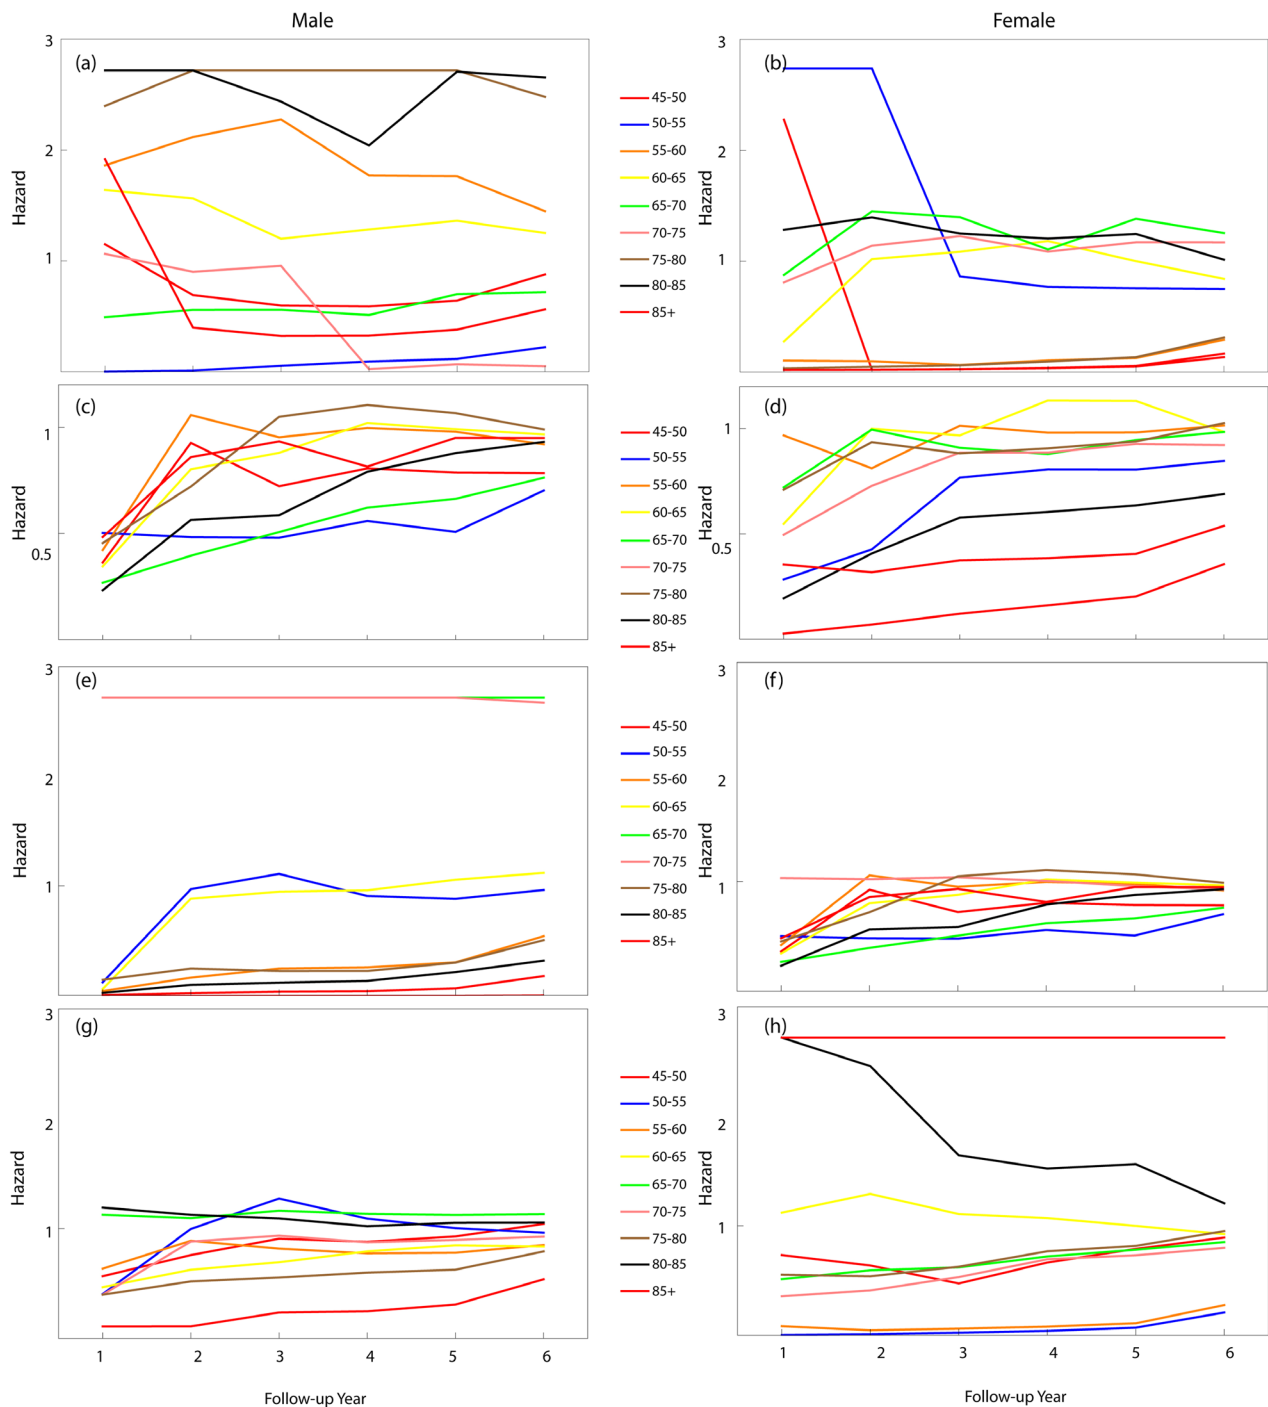 Male
Female
3
(a)
2
Hazard
1
45-50
50-55
55-60
60-65
65-70
70-75
75-80
80-85
85+
3
(b)
2
Hazard
1
(c)
1
Hazard
0.5
45-50
50-55
55-60
60-65
65-70
70-75
75-80
80-85
85+
(d)
1
Hazard
0.5
3
(e)
2
Hazard
1
45-50
50-55
55-60
60-65
65-70
70-75
75-80
80-85
85+
3
(f)
2
Hazard
1
3
(g)
2
Hazard
1
1 2 3 4 5 6
Follow-up Year
45-50
50-55
55-60
60-65
65-70
70-75
75-80
80-85
85+
3
(h)
2
Hazard
1
1 2 3 4 5 6
Follow-up Year